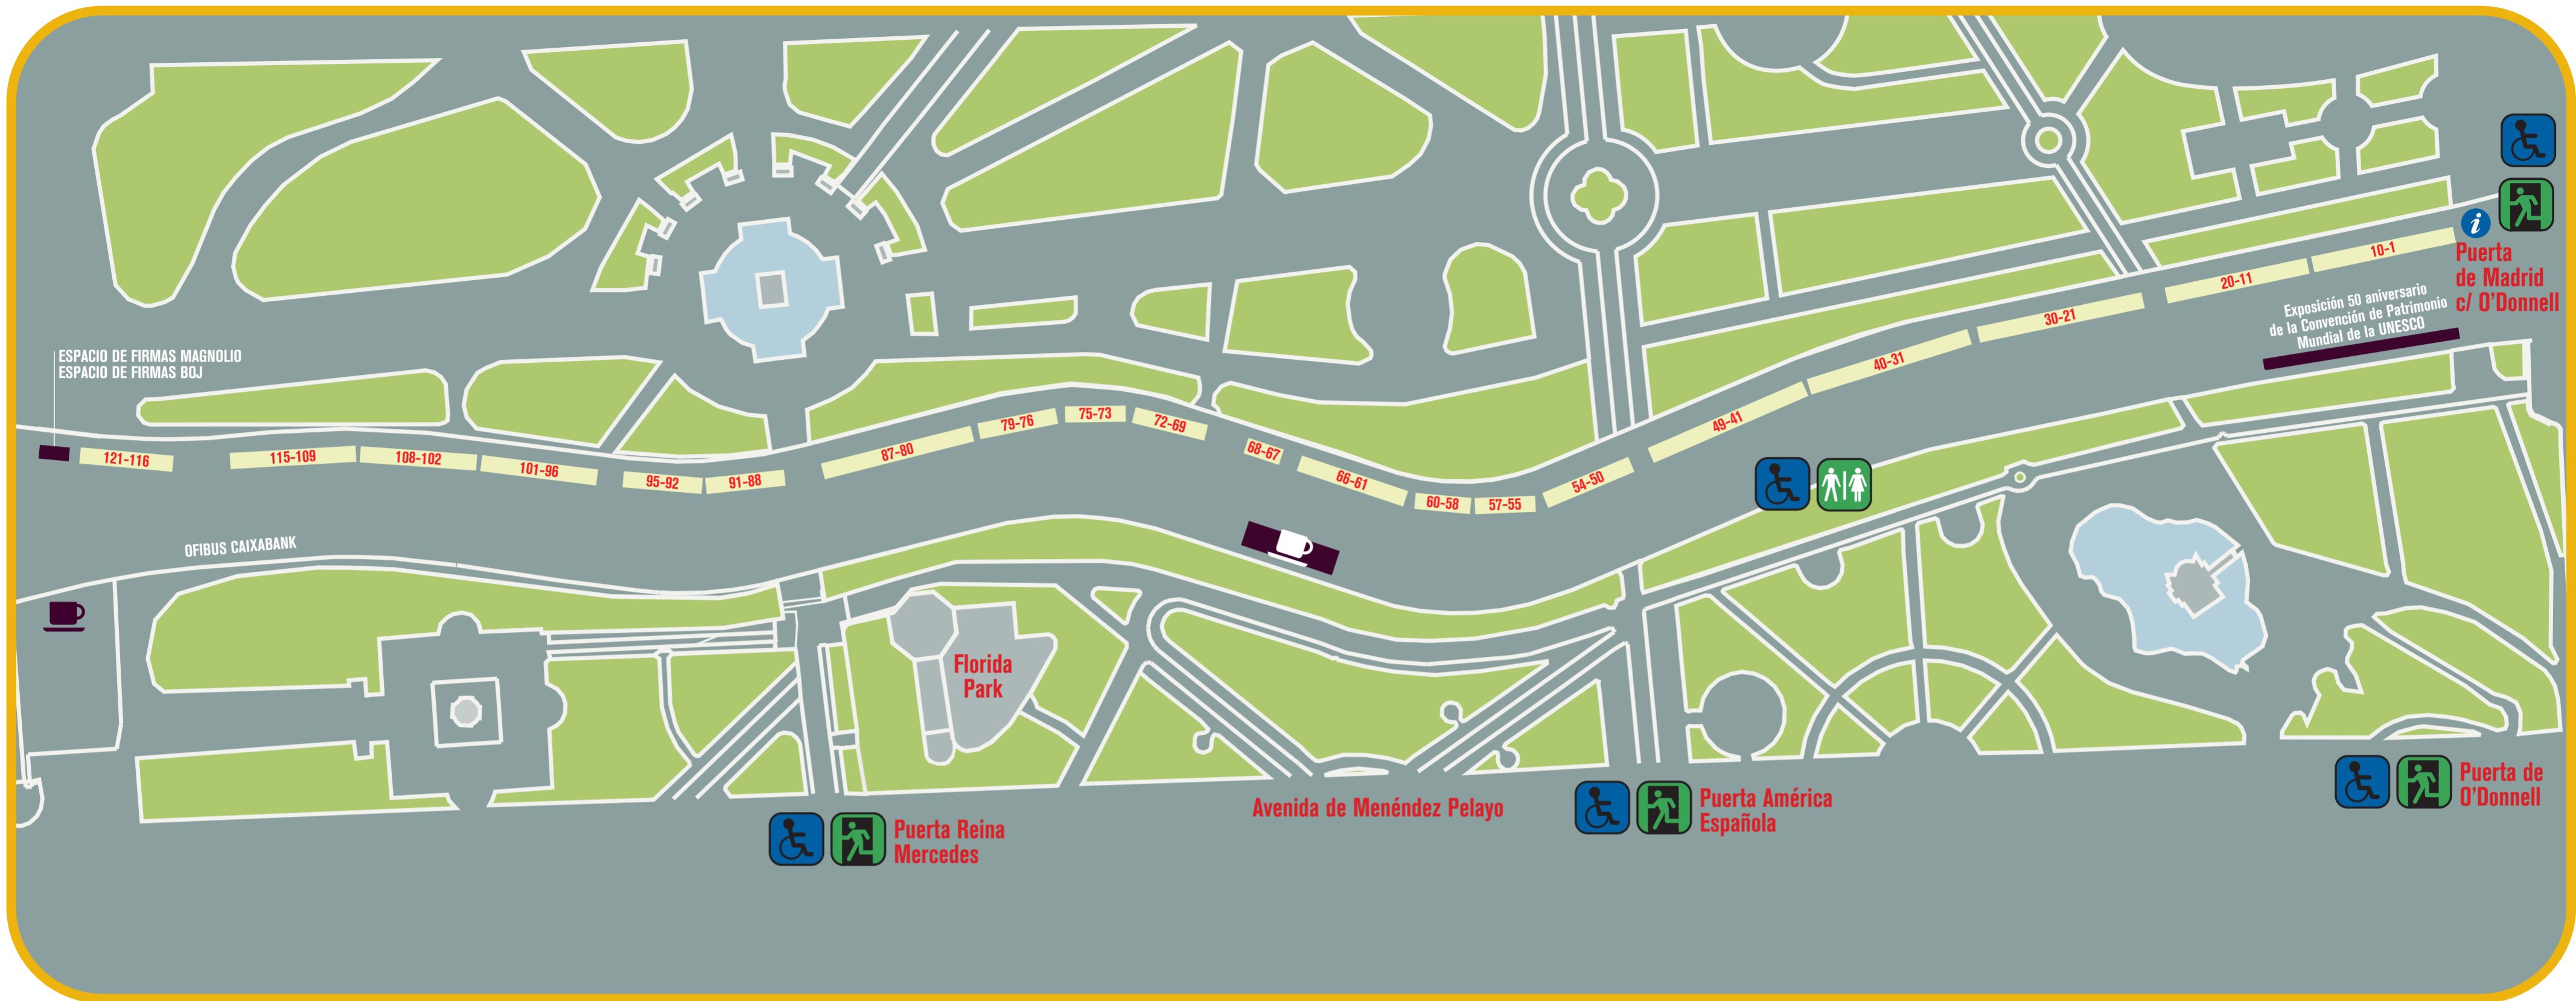 10-1
Puerta
de Madrid
c/ O'Donnell
20-11
Exposición 50 aniversario
de la Convención de Patrimonio
Mundial de la UNESCO
30-21
40-31
49-41
54-50
57-55
60-58
66-61
68-67
72-69
75-73
79-76
87-80
91-88
95-92
101-96
108-102
115-109
121-116
ESPACIO DE FIRMAS MAGNOLIO
ESPACIO DE FIRMAS BOJ
OFIBUS CAIXABANK
Florida
Park
Puerta Reina
Mercedes
Avenida de Menéndez Pelayo
Puerta América
Española
Puerta de
O'Donnell
i